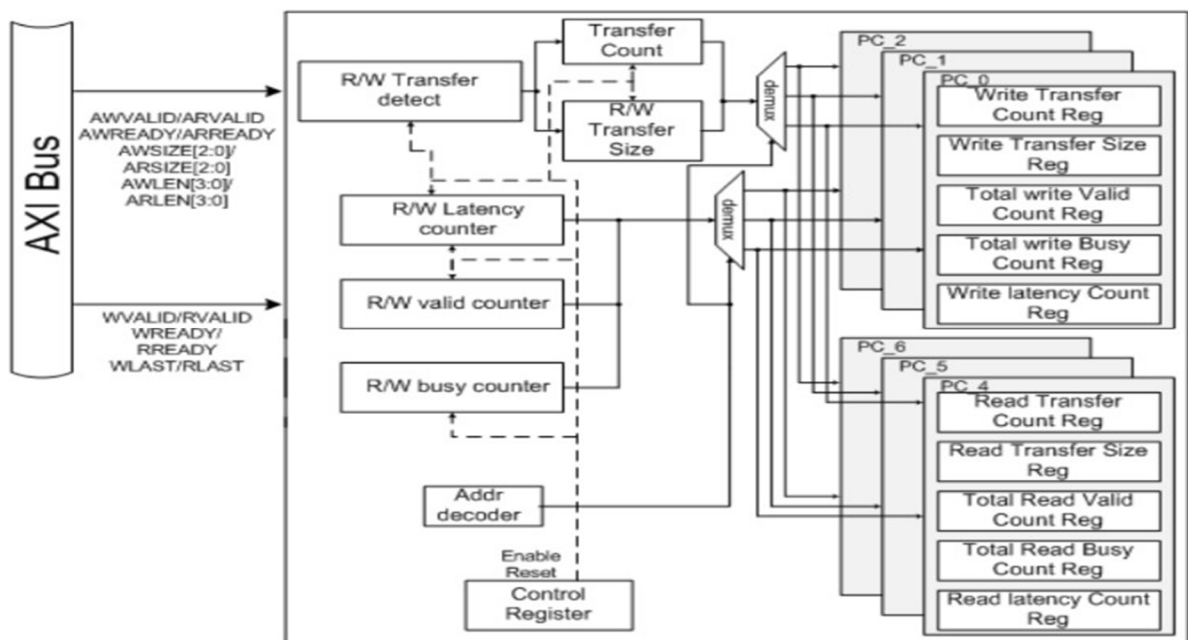 AXI Bus
AWVALID/ARVALID
AWREADY/ARREADY
AWSIZE[2:0]/
ARSIZE[2:0]
AWLEN[3:0]/
ARLEN[3:0]
WVALID/RVALID
WREADY/
RREADY
WLAST/RLAST
R/W Transfer
detect
Transfer
Count
R/W
Transfer
Size
R/W Latency
counter
R/W valid counter
R/W busy counter
Addr
decoder
Enable
Reset
Control
Register
demux
demux
PC_2
PC_1
PC_0
Write Transfer
Count Reg
Write Transfer Size
Reg
Total write Valid
Count Reg
Total write Busy
Count Reg
Write latency Count
Reg
PC_6
PC_5
PC_4
Read Transfer
Count Reg
Read Transfer Size
Reg
Total Read Valid
Count Reg
Total Read Busy
Count Reg
Read latency Count
Reg